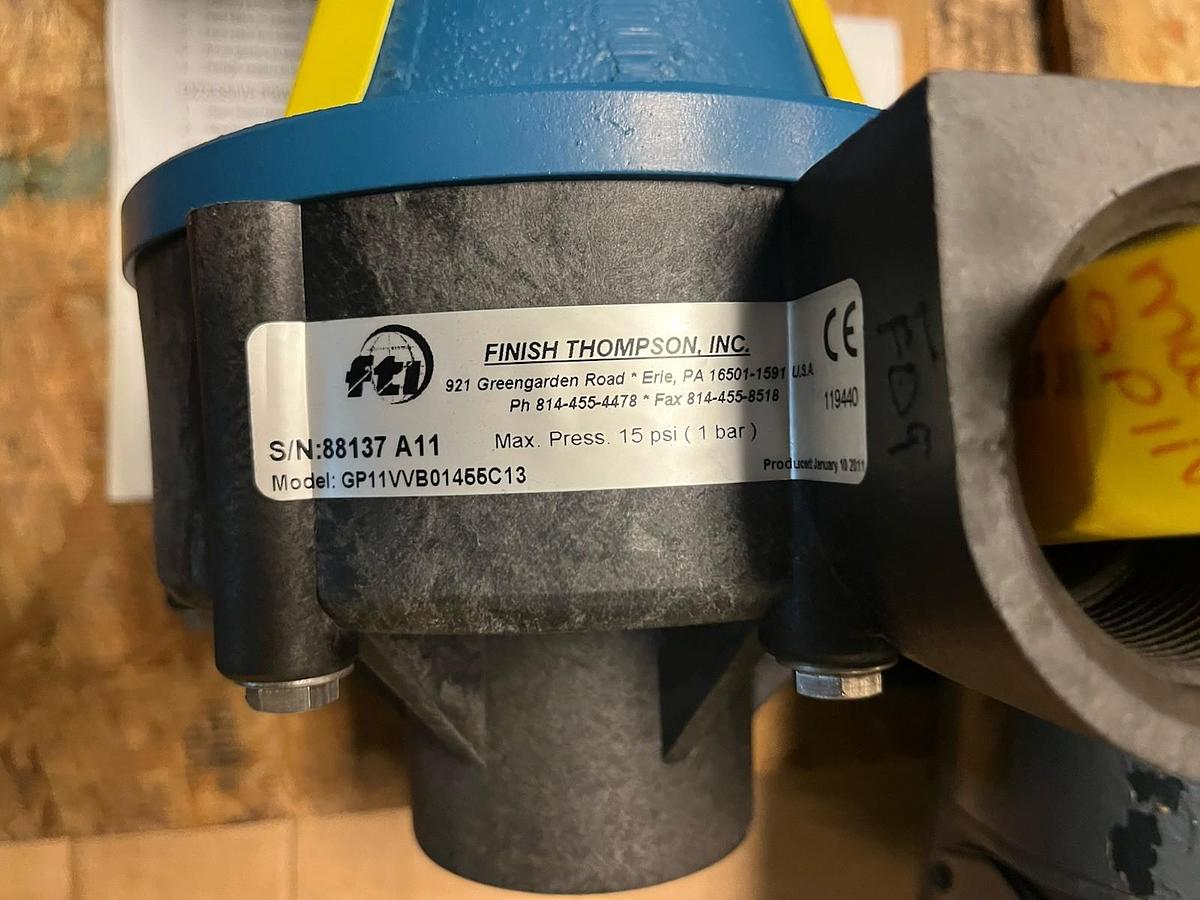 fti
FINISH THOMPSON, INC.
921 Greengarden Road * Erie, PA 16501-1591 U.S.A.
Ph 814-455-4478 * Fax 814-455-8518
CE
119440
S/N:88137 A11
Max. Press. 15 psi ( 1 bar )
Model: GP11VVB01455C13
Produced: January 10 2011